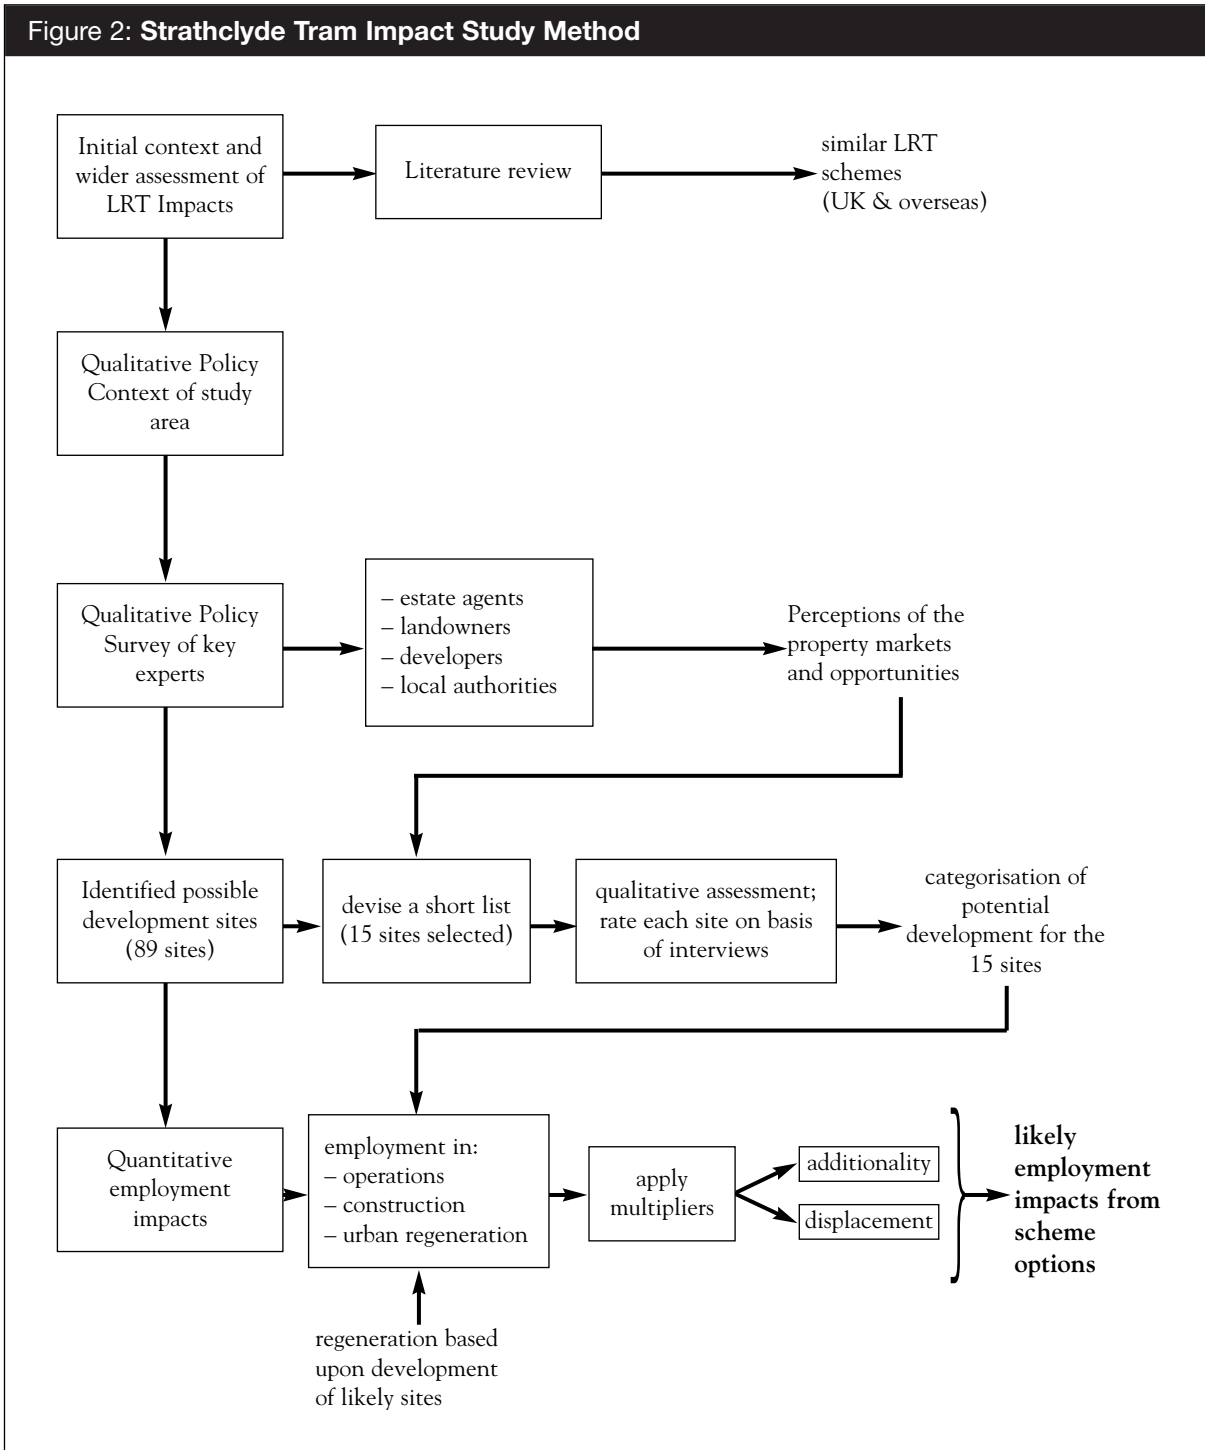 Figure 2: Strathclyde Tram Impact Study Method
Initial context and
wider assessment of
LRT Impacts
Literature review
similar LRT
schemes
(UK & overseas)
Qualitative Policy
Context of study
area
Qualitative Policy
Survey of key
experts
– estate agents
– landowners
– developers
– local authorities
Perceptions of the
property markets
and opportunities
Identified possible
development sites
(89 sites)
devise a short list
(15 sites selected)
qualitative assessment;
rate each site on basis
of interviews
categorisation of
potential
development for the
15 sites
Quantitative
employment
impacts
employment in:
– operations
– construction
– urban regeneration
apply
multipliers
additionality
displacement
likely
employment
impacts from
scheme
options
regeneration based
upon development
of likely sites